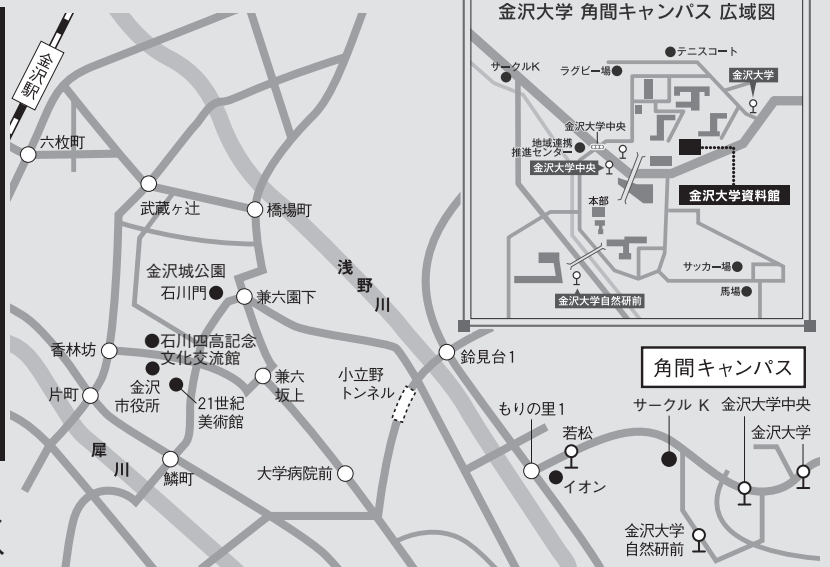 金沢大学 角間キャンパス 広域図
テニスコート
サークルK
ラグビー場
金沢大学
金沢大学中央
地域連携
推進センター
金沢大学中央
金沢大学資料館
本部
サッカー場
馬場
金沢大学自然研前
金沢駅
六枚町
武蔵ヶ辻
橋場町
浅野川
金沢城公園
石川門
兼六園下
香林坊
石川四高記念
文化交流館
金沢
市役所
片町
21世紀
美術館
兼六
坂上
小立野
トンネル
鈴見台1
犀川
鱗町
大学病院前
角間キャンパス
もりの里1
若松
イオン
サークル K
金沢大学中央
金沢大学
金沢大学
自然研前